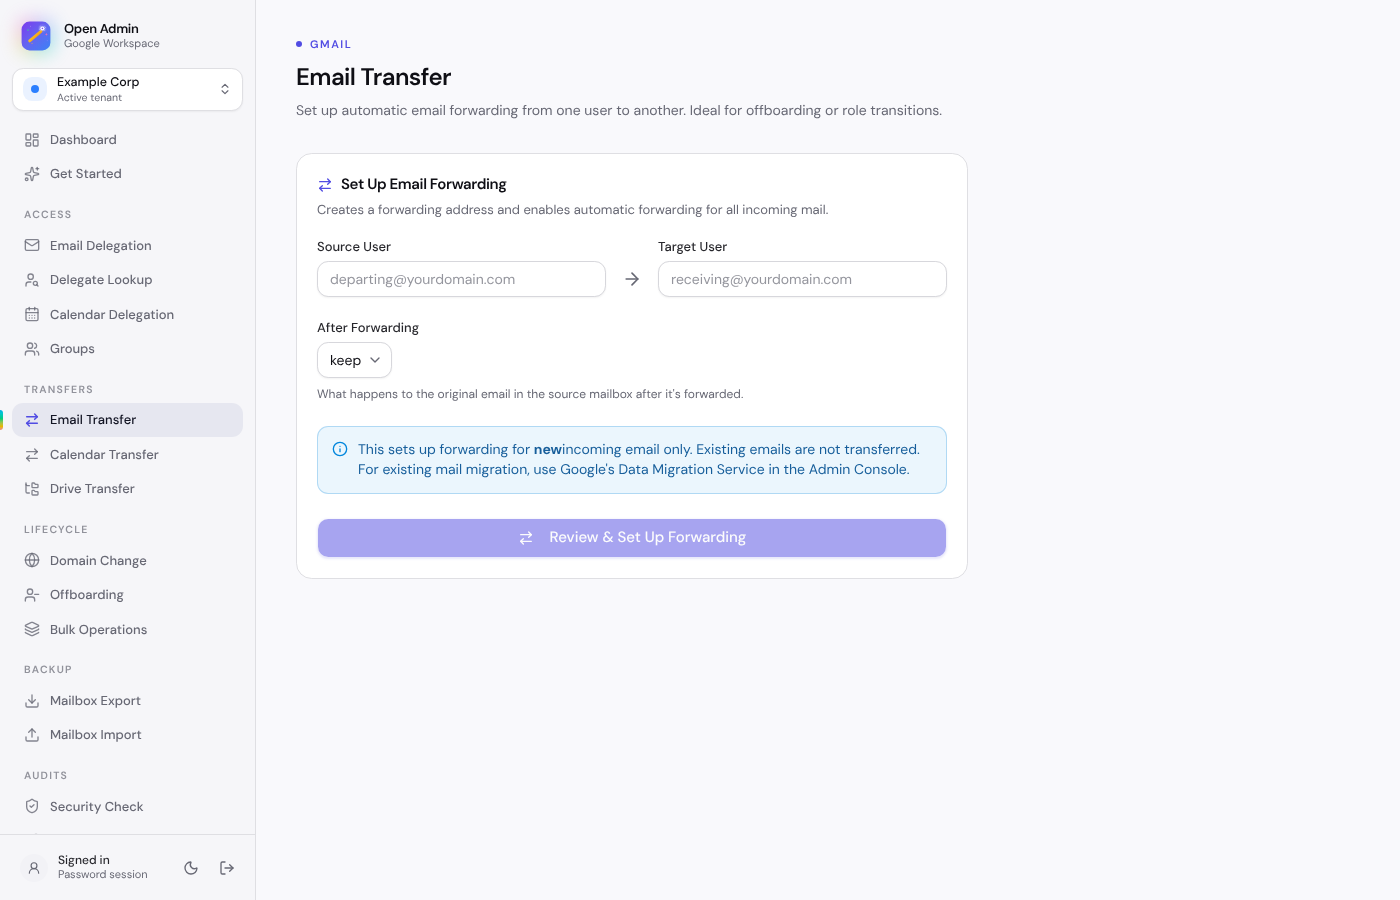 Open Admin
Google Workspace
Example Corp
Active tenant
Dashboard
Get Started
ACCESS
Email Delegation
Delegate Lookup
Calendar Delegation
Groups
TRANSFERS
Email Transfer
Calendar Transfer
Drive Transfer
LIFECYCLE
Domain Change
Offboarding
Bulk Operations
BACKUP
Mailbox Export
Mailbox Import
AUDITS
Security Check
Signed in
Password session
GMAIL
Email Transfer
Set up automatic email forwarding from one user to another. Ideal for offboarding or role transitions.
Set Up Email Forwarding
Creates a forwarding address and enables automatic forwarding for all incoming mail.
Source User
Target User
departing@yourdomain.com
receiving@yourdomain.com
After Forwarding
keep
What happens to the original email in the source mailbox after it's forwarded.
This sets up forwarding for newincoming email only. Existing emails are not transferred.
For existing mail migration, use Google's Data Migration Service in the Admin Console.
Review & Set Up Forwarding